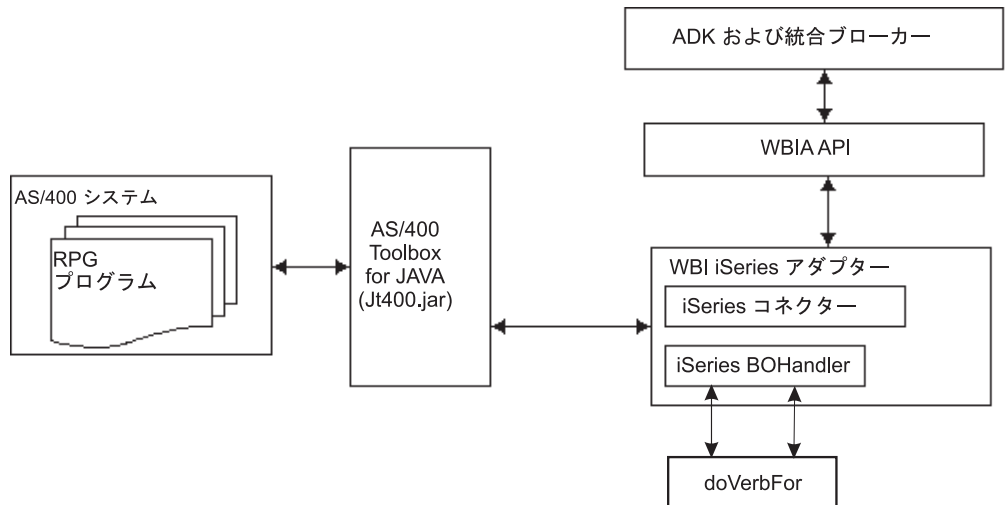 ADK および統合ブローカー
WBIA API
AS/400 システム
RPG
プログラム
AS/400
Toolbox
for JAVA
(Jt400.jar)
WBI iSeries アダプター
iSeries コネクター
iSeries BOHandler
doVerbFor